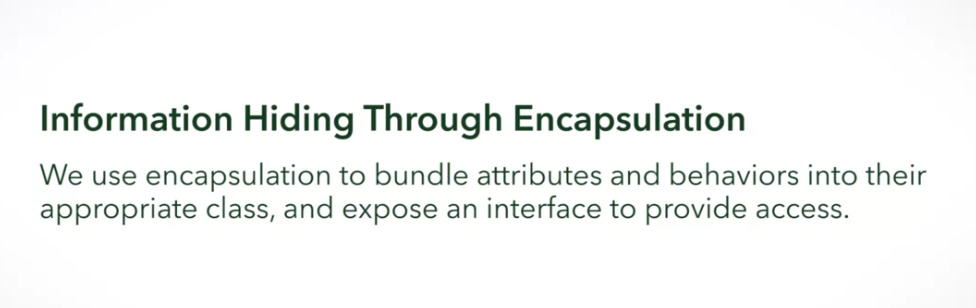 Information Hiding Through Encapsulation
We use encapsulation to bundle attributes and behaviors into their
appropriate class, and expose an interface to provide access.